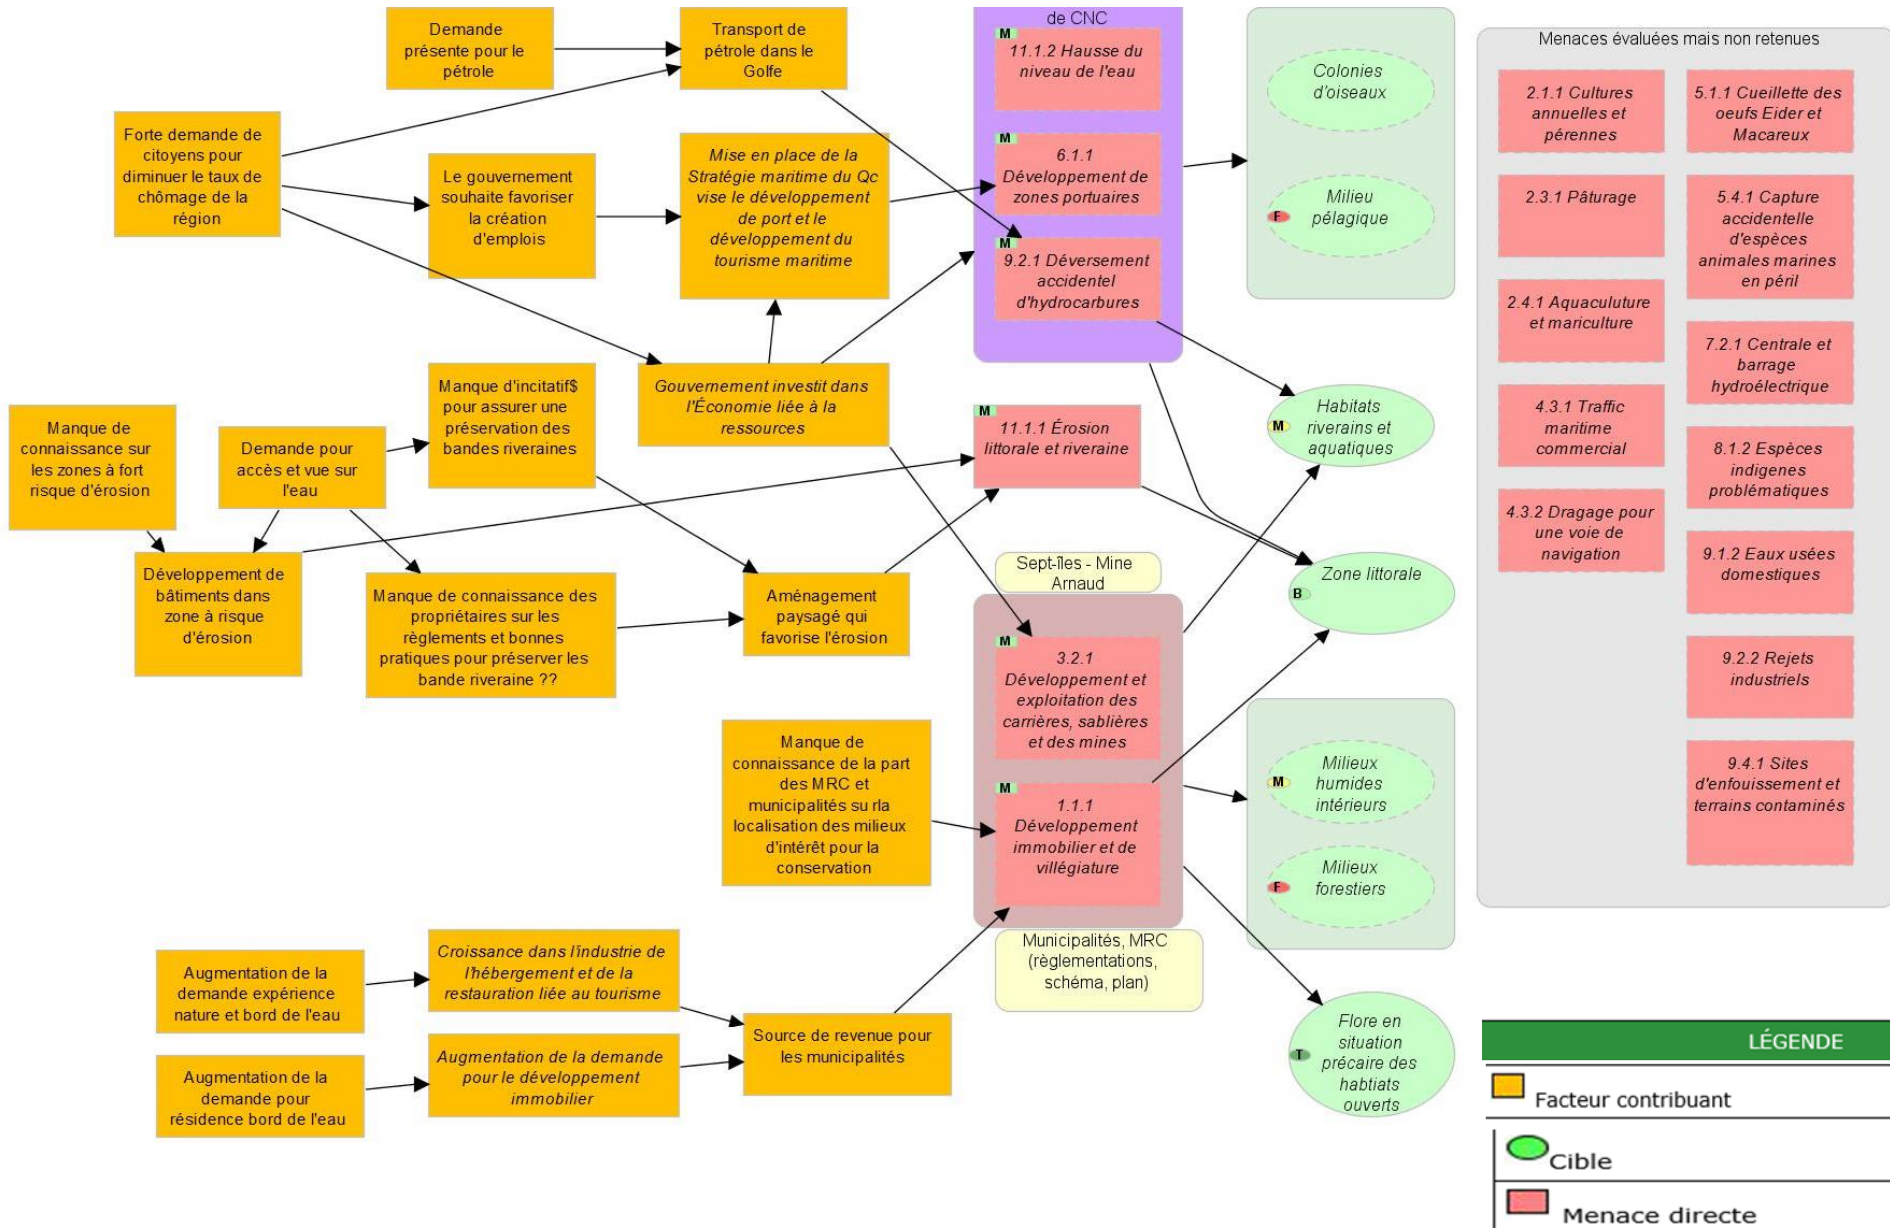 Demande
présente pour le
pétrole
Transport de
pétrole dans le
Golfe
Forte demande de
citoyens pour
diminuer le taux de
chômage de la
région
Le gouvernement
souhaite favoriser
la création
d'emplois
Mise en place de la
Stratégie maritime du Qc
vise le développement
de port et le
développement du
tourisme maritime
Gouvernement investit dans
l'Économie liée à la
ressources
Manque de
connaissance sur
les zones à fort
risque d'érosion
Demande pour
accès et vue sur
l'eau
Manque d'incitatif$
pour assurer une
préservation des
bandes riveraines
Développement de
bâtiments dans
zone à risque
d'érosion
Manque de connaissance des
propriétaires sur les
règlements et bonnes
pratiques pour préserver les
bande riveraine ??
Aménagement
paysagé qui
favorise l'érosion
Manque de
connaissance de la part
des MRC et
municipalités su rla
localisation des milieux
d'intérêt pour la
conservation
Augmentation de la
demande expérience
nature et bord de l'eau
Croissance dans l'industrie de
l'hébergement et de la
restauration liée au tourisme
Augmentation de la
demande pour
résidence bord de l'eau
Augmentation de la demande
pour le développement
immobilier
Source de revenue pour
les municipalités
de CNC
M
11.1.2 Hausse du
niveau de l'eau
M
6.1.1
Développement de
zones portuaires
M
9.2.1 Déversement
accidentel
d'hydrocarbures
M
11.1.1 Érosion
littorale et riveraine
Sept-îles - Mine
Arnaud
M
3.2.1
Développement et
exploitation des
carrières, sablières
et des mines
M
1.1.1
Développement
immobilier et de
villégiature
Municipalités, MRC
(règlementations,
schéma, plan)
Colonies
d'oiseaux
Milieu
pélagique
F
Habitats
riverains et
aquatiques
M
Zone littorale
B
Milieux
humides
intérieurs
M
Milieux
forestiers
F
Flore en
situation
précaire des
habtiats
ouverts
T
Menaces évaluées mais non retenues
2.1.1 Cultures
annuelles et
pérennes
2.3.1 Pâturage
2.4.1 Aquaculuture
et mariculture
4.3.1 Traffic
maritime
commercial
4.3.2 Dragage pour
une voie de
navigation
5.1.1 Cueillette des
oeufs Eider et
Macareux
5.4.1 Capture
accidentelle
d'espèces
animales marines
en péril
7.2.1 Centrale et
barrage
hydroélectrique
8.1.2 Espèces
indigenes
problématiques
9.1.2 Eaux usées
domestiques
9.2.2 Rejets
industriels
9.4.1 Sites
d'enfouissement et
terrains contaminés
LÉGENDE
Facteur contribuant
Cible
Menace directe